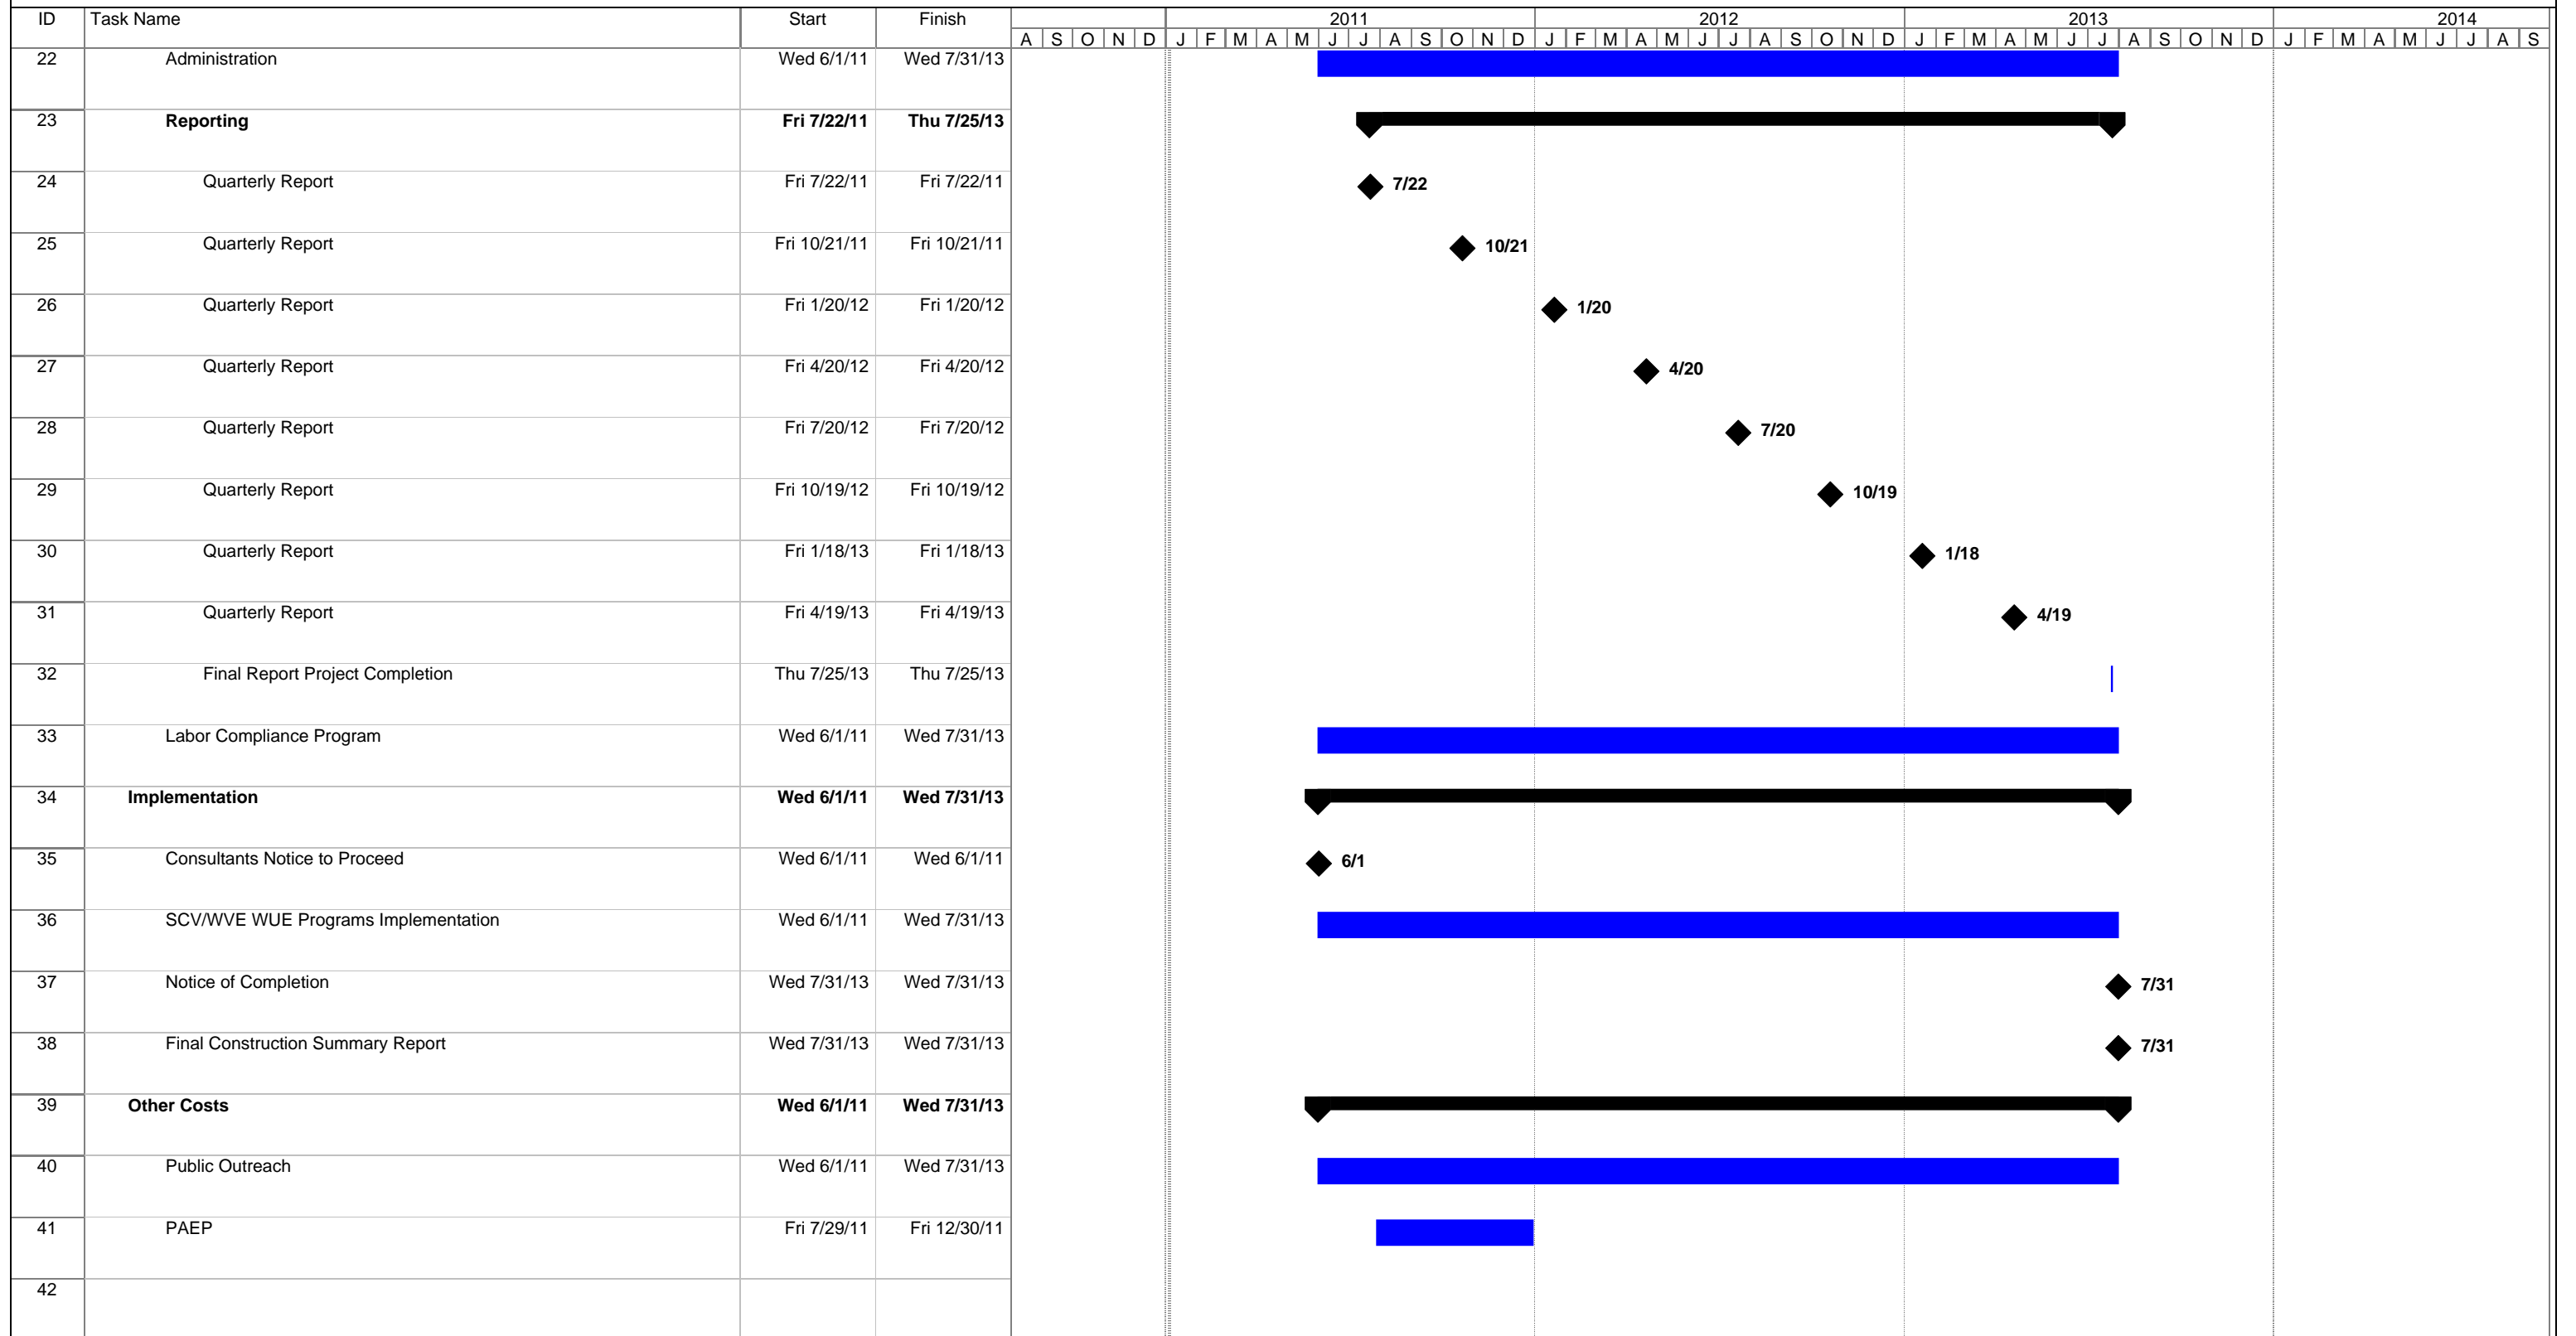 ID Task Name Start Finish 2011 2012 2013 2014
A S O N D J F M A M J J A S O N D J F M A M J J A S O N D J F M A M J J A S O N D J F M A M J J A S
22 Administration Wed 6/1/11 Wed 7/31/13
23 Reporting Fri 7/22/11 Thu 7/25/13
24 Quarterly Report Fri 7/22/11 Fri 7/22/11 7/22
25 Quarterly Report Fri 10/21/11 Fri 10/21/11 10/21
26 Quarterly Report Fri 1/20/12 Fri 1/20/12 1/20
27 Quarterly Report Fri 4/20/12 Fri 4/20/12 4/20
28 Quarterly Report Fri 7/20/12 Fri 7/20/12 7/20
29 Quarterly Report Fri 10/19/12 Fri 10/19/12 10/19
30 Quarterly Report Fri 1/18/13 Fri 1/18/13 1/18
31 Quarterly Report Fri 4/19/13 Fri 4/19/13 4/19
32 Final Report Project Completion Thu 7/25/13 Thu 7/25/13
33 Labor Compliance Program Wed 6/1/11 Wed 7/31/13
34 Implementation Wed 6/1/11 Wed 7/31/13
35 Consultants Notice to Proceed Wed 6/1/11 Wed 6/1/11 6/1
36 SCV/WVE WUE Programs Implementation Wed 6/1/11 Wed 7/31/13
37 Notice of Completion Wed 7/31/13 Wed 7/31/13 7/31
38 Final Construction Summary Report Wed 7/31/13 Wed 7/31/13 7/31
39 Other Costs Wed 6/1/11 Wed 7/31/13
40 Public Outreach Wed 6/1/11 Wed 7/31/13
41 PAEP Fri 7/29/11 Fri 12/30/11
42